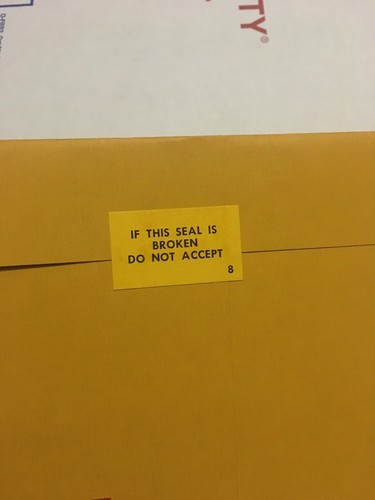 TY®
IF THIS SEAL IS
BROKEN
DO NOT ACCEPT
8